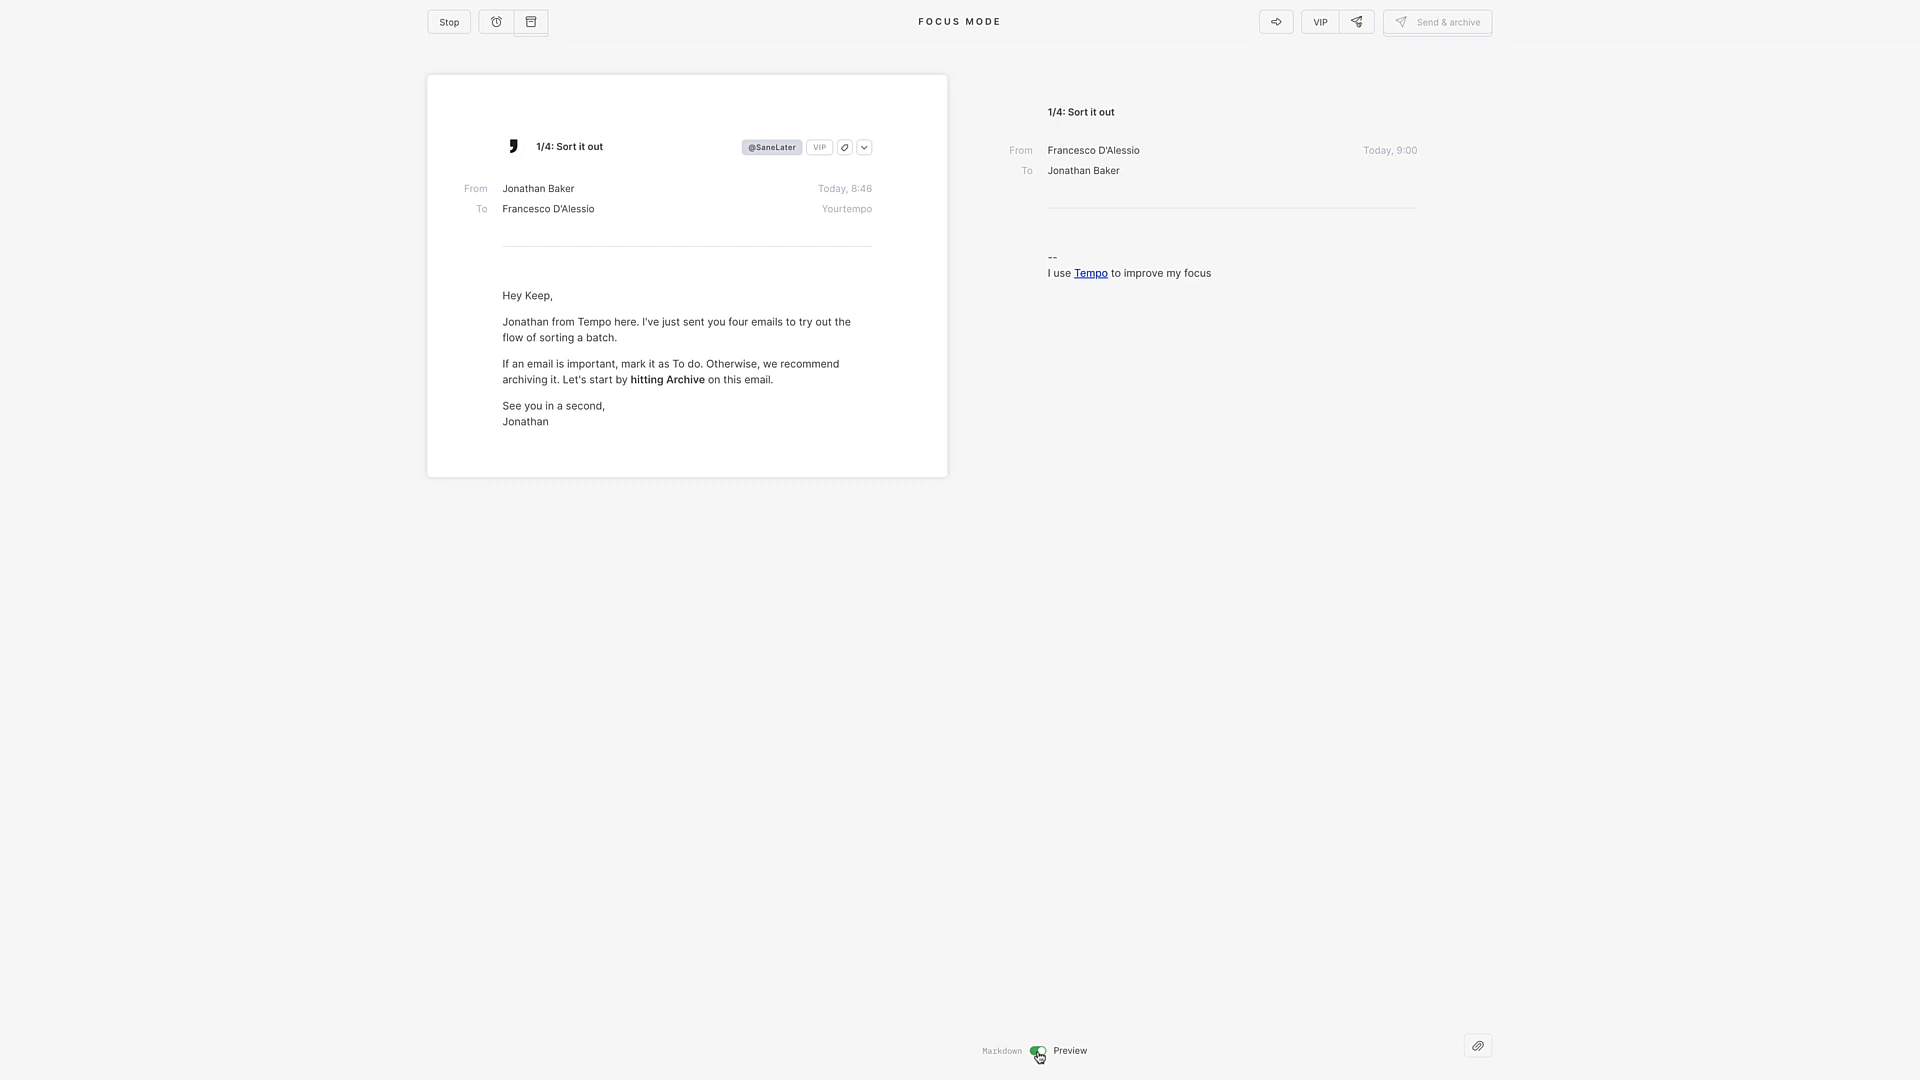 Stop
FOCUS MODE
VIP
Send & archive
1/4: Sort it out
@SaneLater
VIP
From
Jonathan Baker
Today, 8:46
To
Francesco D'Alessio
Yourtempo
Hey Keep,
Jonathan from Tempo here. I've just sent you four emails to try out the
flow of sorting a batch.
If an email is important, mark it as To do. Otherwise, we recommend
archiving it. Let's start by hitting Archive on this email.
See you in a second,
Jonathan
1/4: Sort it out
From
Francesco D'Alessio
Today, 9:00
To
Jonathan Baker
--
I use Tempo to improve my focus
Markdown
Preview